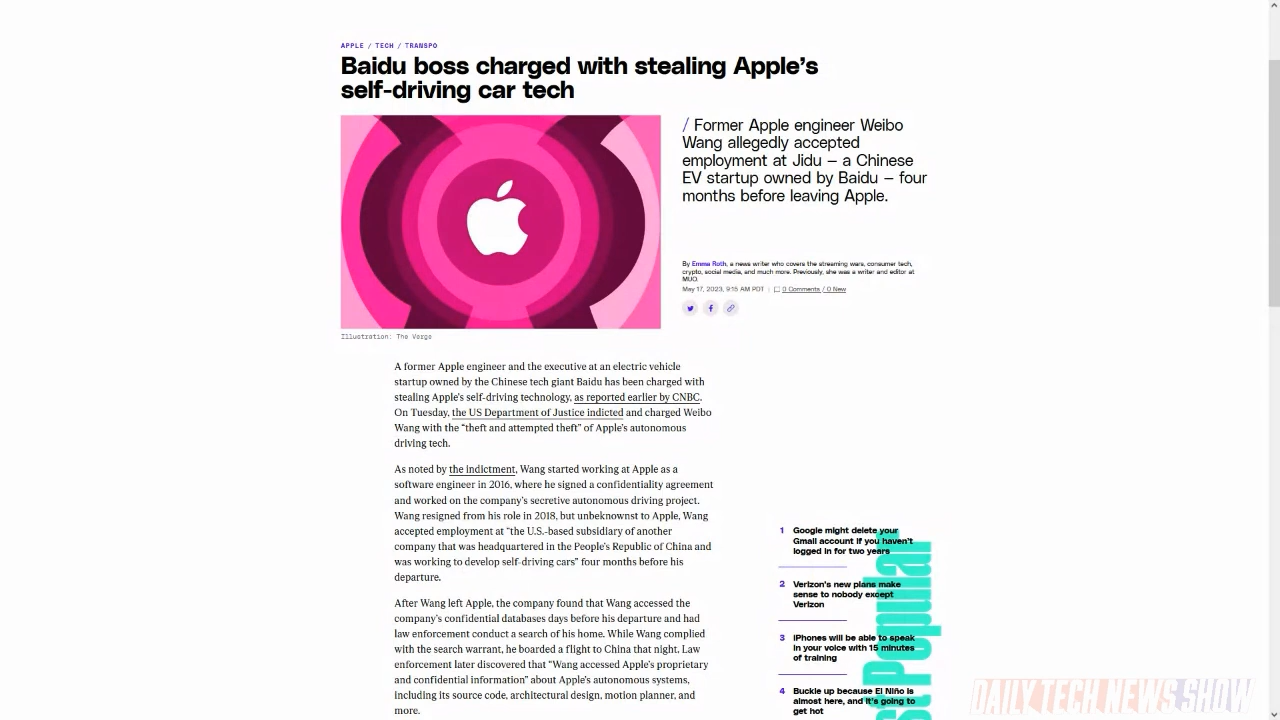 APPLE / TECH / TRANSPO
Baidu boss charged with stealing Apple’s
self-driving car tech
/ Former Apple engineer Weibo
Wang allegedly accepted
employment at Jidu — a Chinese
EV startup owned by Baidu — four
months before leaving Apple.
By Emma Roth, a news writer who covers the streaming wars, consumer tech,
crypto, social media, and much more. Previously, she was a writer and editor at
MUO.
May 17, 2023, 9:15 AM PDT | 0 Comments / 0 New
Illustration: The Verge
A former Apple engineer and the executive at an electric vehicle
startup owned by the Chinese tech giant Baidu has been charged with
stealing Apple’s self-driving technology, as reported earlier by CNBC.
On Tuesday, the US Department of Justice indicted and charged Weibo
Wang with the “theft and attempted theft” of Apple’s autonomous
driving tech.
As noted by the indictment, Wang started working at Apple as a
software engineer in 2016, where he signed a confidentiality agreement
and worked on the company’s secretive autonomous driving project.
Wang resigned from his role in 2018, but unbeknownst to Apple, Wang
accepted employment at “the U.S.-based subsidiary of another
company that was headquartered in the People’s Republic of China and
was working to develop self-driving cars” four months before his
departure.
After Wang left Apple, the company found that Wang accessed the
company’s confidential databases days before his departure and had
law enforcement conduct a search of his home. While Wang complied
with the search warrant, he boarded a flight to China that night. Law
enforcement later discovered that “Wang accessed Apple’s proprietary
and confidential information” about Apple’s autonomous systems,
including its source code, architectural design, motion planner, and
more.
1 Google might delete your
Gmail account if you haven’t
logged in for two years
2 Verizon’s new plans make
sense to nobody except
Verizon
3 iPhones will be able to speak
in your voice with 15 minutes
of training
4 Buckle up because El Niño is
almost here, and it’s going to
get hot
st Popular
DAILY TECH NEWS SHOW